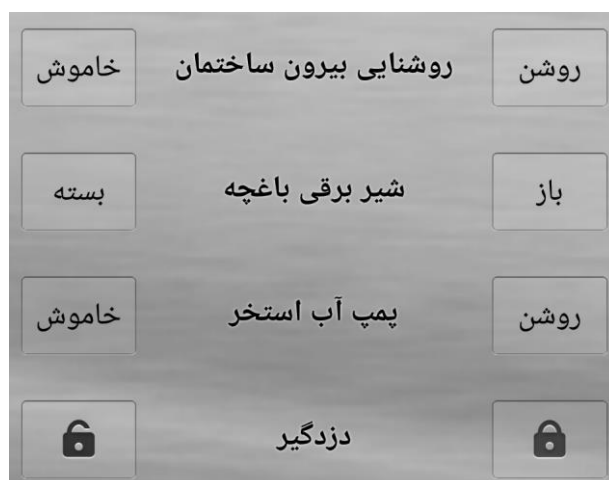 روشن روشنایی بیرون ساختمان خاموش
باز شیر برقی باغچه بسته
روشن پمپ آب استخر خاموش
دزدگیر